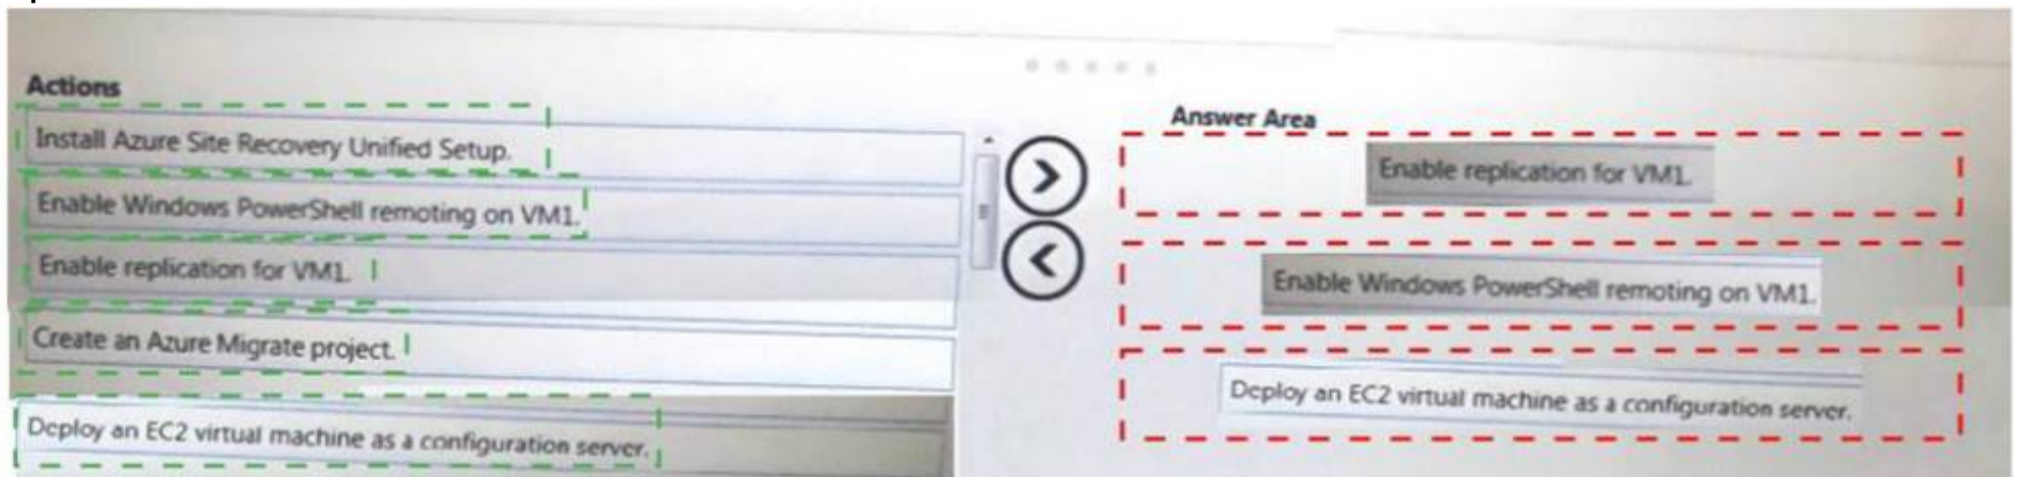 Actions
Install Azure Site Recovery Unified Setup.
Enable Windows PowerShell remoting on VM1.
Enable replication for VM1.
Create an Azure Migrate project.
Deploy an EC2 virtual machine as a configuration server.
Answer Area
Enable replication for VM1.
Enable Windows PowerShell remoting on VM1.
Deploy an EC2 virtual machine as a configuration server.